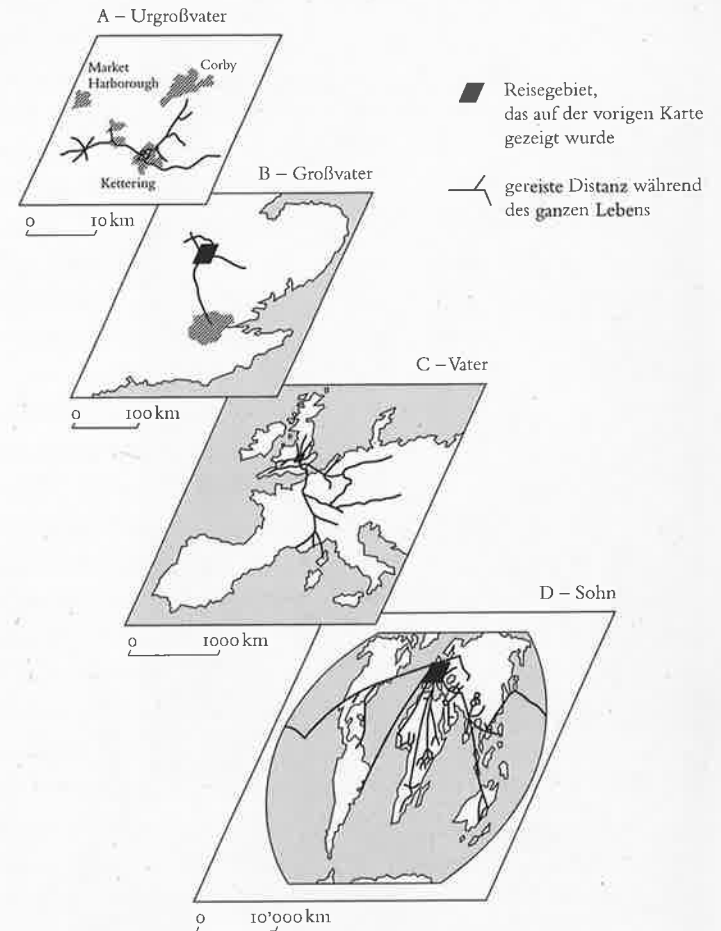 A – Urgroßvater
Market
Harborough
Corby
Kettering
0 10 km
Reisegebiet,
das auf der vorigen Karte
gezeigt wurde
gereiste Distanz während
des ganzen Lebens
B – Großvater
0 100 km
C – Vater
0 1000 km
D – Sohn
0 10'000 km